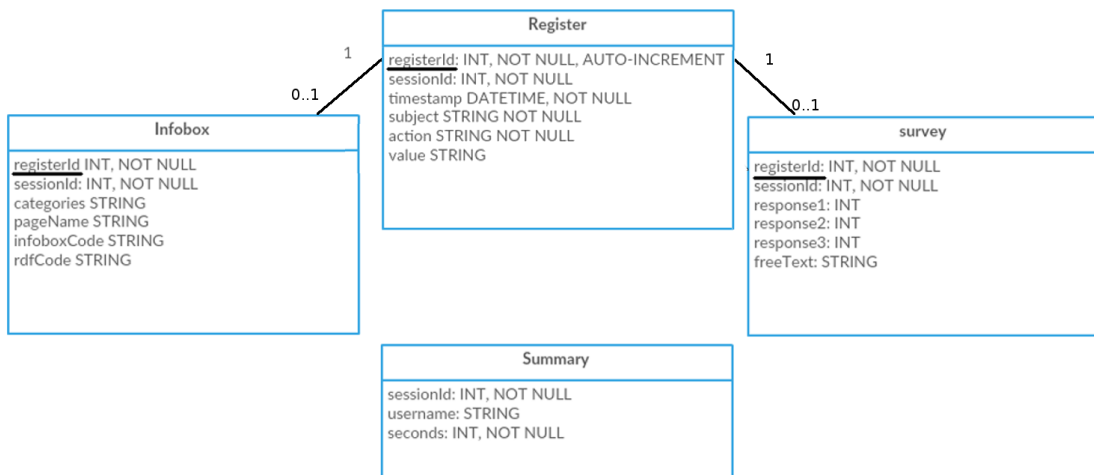 Register
registerId: INT, NOT NULL, AUTO-INCREMENT
sessionId: INT, NOT NULL
timestamp DATETIME, NOT NULL
subject STRING NOT NULL
action STRING NOT NULL
value STRING
1
0..1
1
0..1
Infobox
registerId INT, NOT NULL
sessionId: INT, NOT NULL
categories STRING
pageName STRING
infoboxCode STRING
rdfCode STRING
survey
registerId: INT, NOT NULL
sessionId: INT, NOT NULL
response1: INT
response2: INT
response3: INT
freeText: STRING
Summary
sessionId: INT, NOT NULL
username: STRING
seconds: INT, NOT NULL